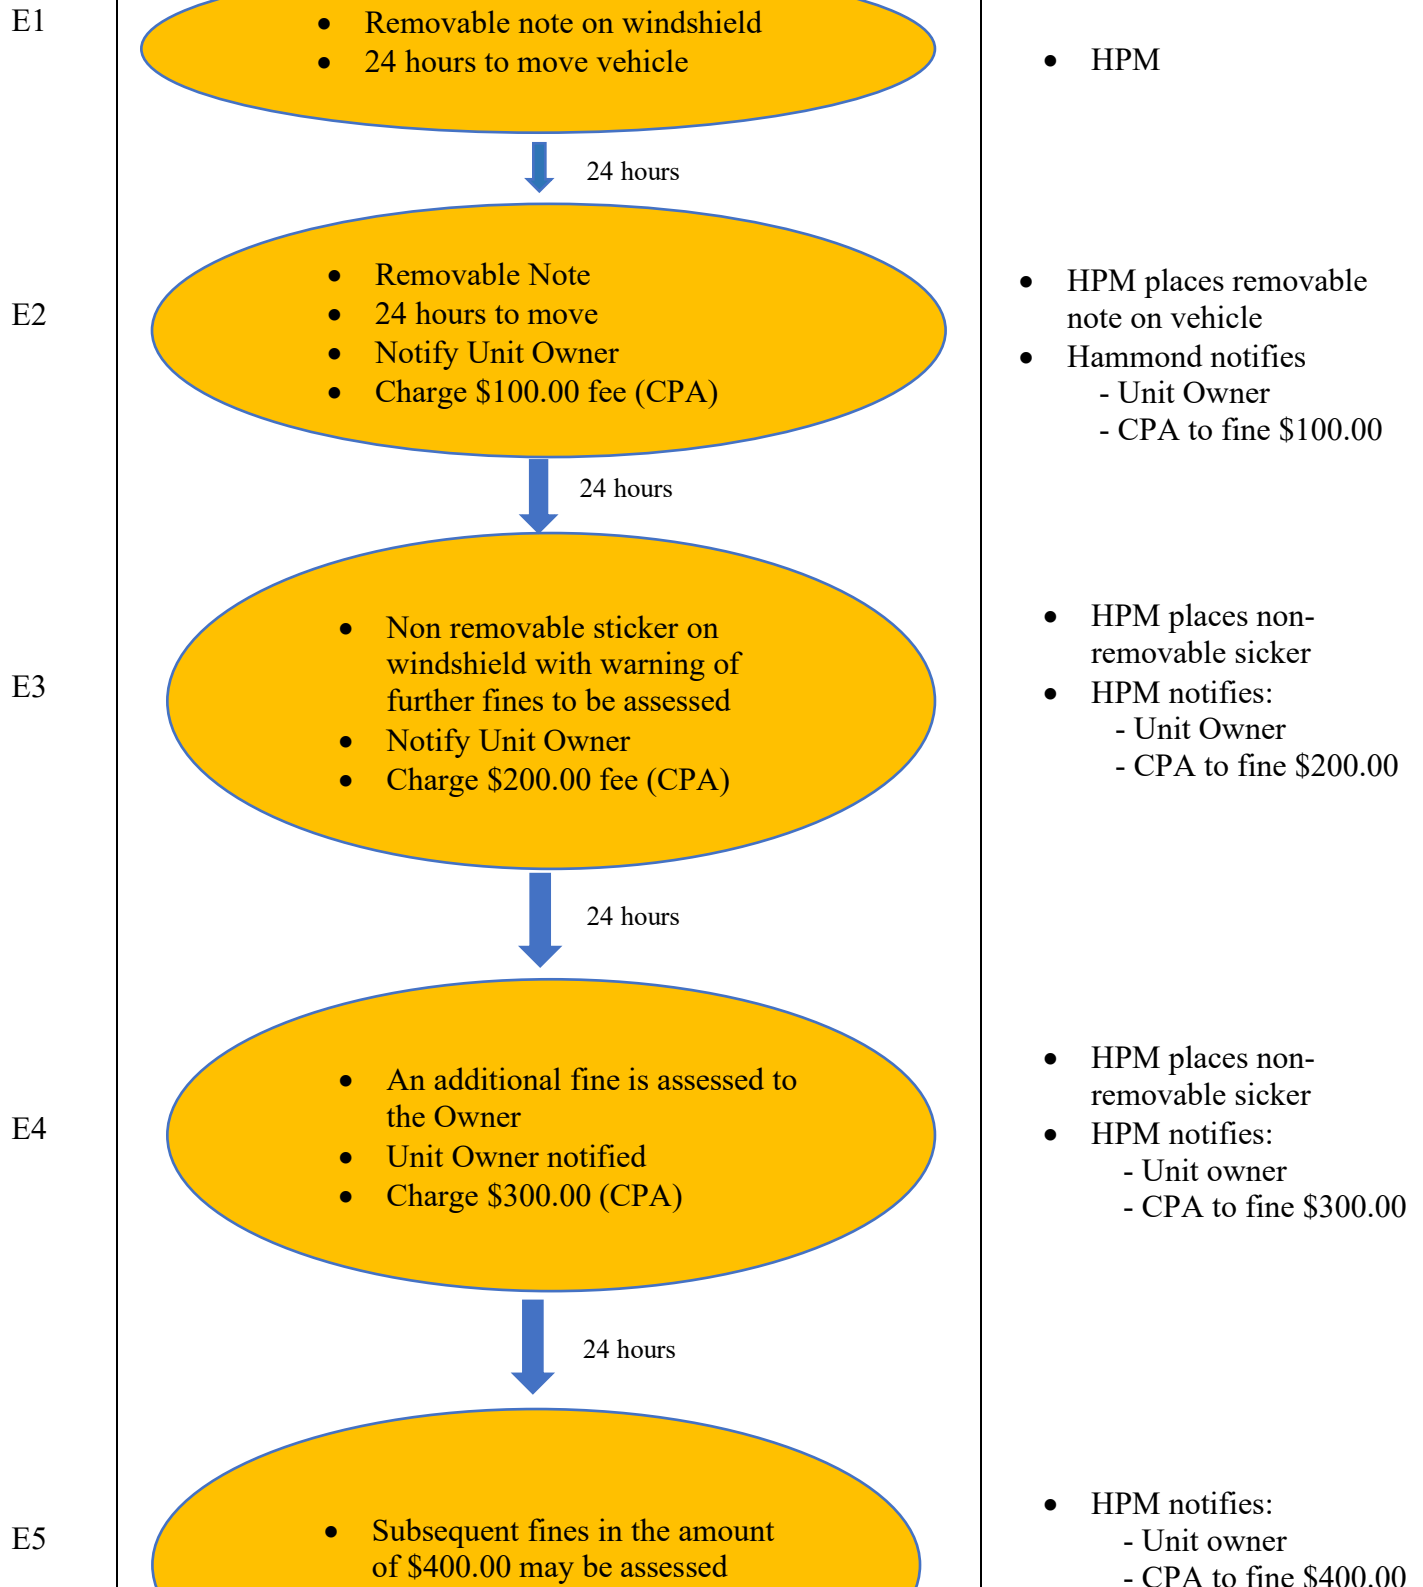 E1
• Removable note on windshield
• 24 hours to move vehicle
• HPM
24 hours
E2
• Removable Note
• 24 hours to move
• Notify Unit Owner
• Charge $100.00 fee (CPA)
• HPM places removable
note on vehicle
• Hammond notifies
- Unit Owner
- CPA to fine $100.00
24 hours
E3
• Non removable sticker on
windshield with warning of
further fines to be assessed
• Notify Unit Owner
• Charge $200.00 fee (CPA)
• HPM places non-
removable sicker
• HPM notifies:
- Unit Owner
- CPA to fine $200.00
24 hours
E4
• An additional fine is assessed to
the Owner
• Unit Owner notified
• Charge $300.00 (CPA)
• HPM places non-
removable sicker
• HPM notifies:
- Unit owner
- CPA to fine $300.00
24 hours
E5
• Subsequent fines in the amount
of $400.00 may be assessed
• HPM notifies:
- Unit owner
- CPA to fine $400.00